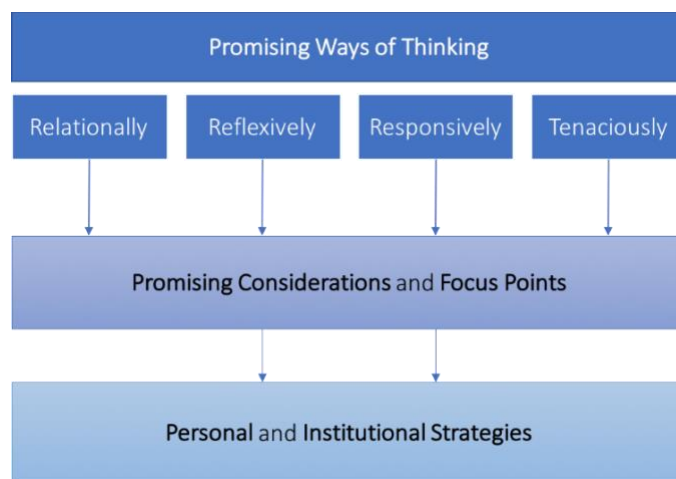 Promising Ways of Thinking
Relationally
Reflexively
Responsively
Tenaciously
Promising Considerations and Focus Points
Personal and Institutional Strategies